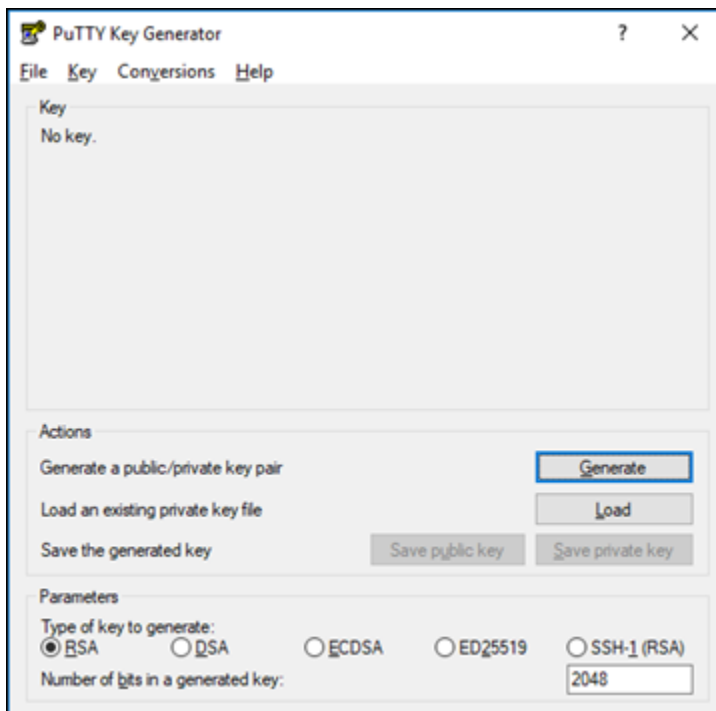 PuTTY Key Generator ? ×
File Key Conversions Help
Key
No key.
Actions
Generate a public/private key pair Generate
Load an existing private key file Load
Save the generated key Save public key Save private key
Parameters
Type of key to generate:
RSA DSA ECDSA ED25519 SSH-1 (RSA)
Number of bits in a generated key: 2048